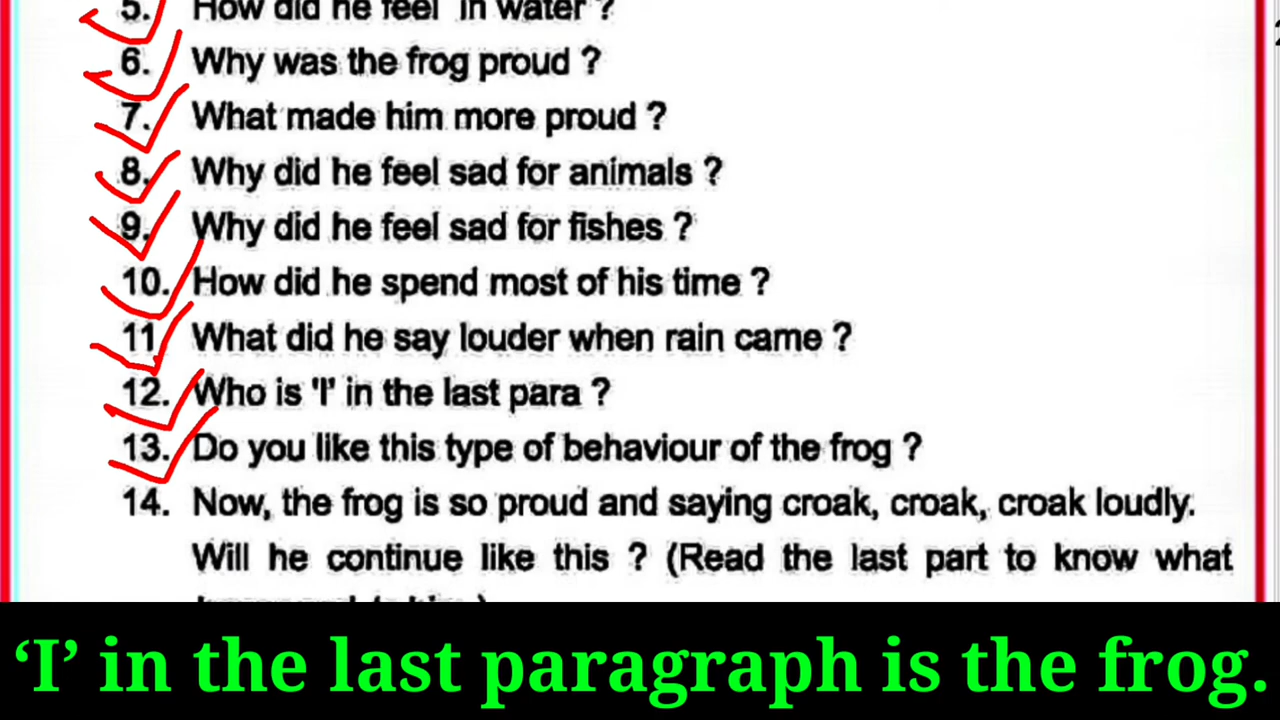 5. How did he feel in water ?
6. Why was the frog proud ?
7. What made him more proud ?
8. Why did he feel sad for animals ?
9. Why did he feel sad for fishes ?
10. How did he spend most of his time ?
11 What did he say louder when rain came ?
12. Who is 'I' in the last para ?
13. Do you like this type of behaviour of the frog ?
14. Now, the frog is so proud and saying croak, croak, croak loudly.
Will he continue like this ? (Read the last part to know what
‘I’ in the last paragraph is the frog.